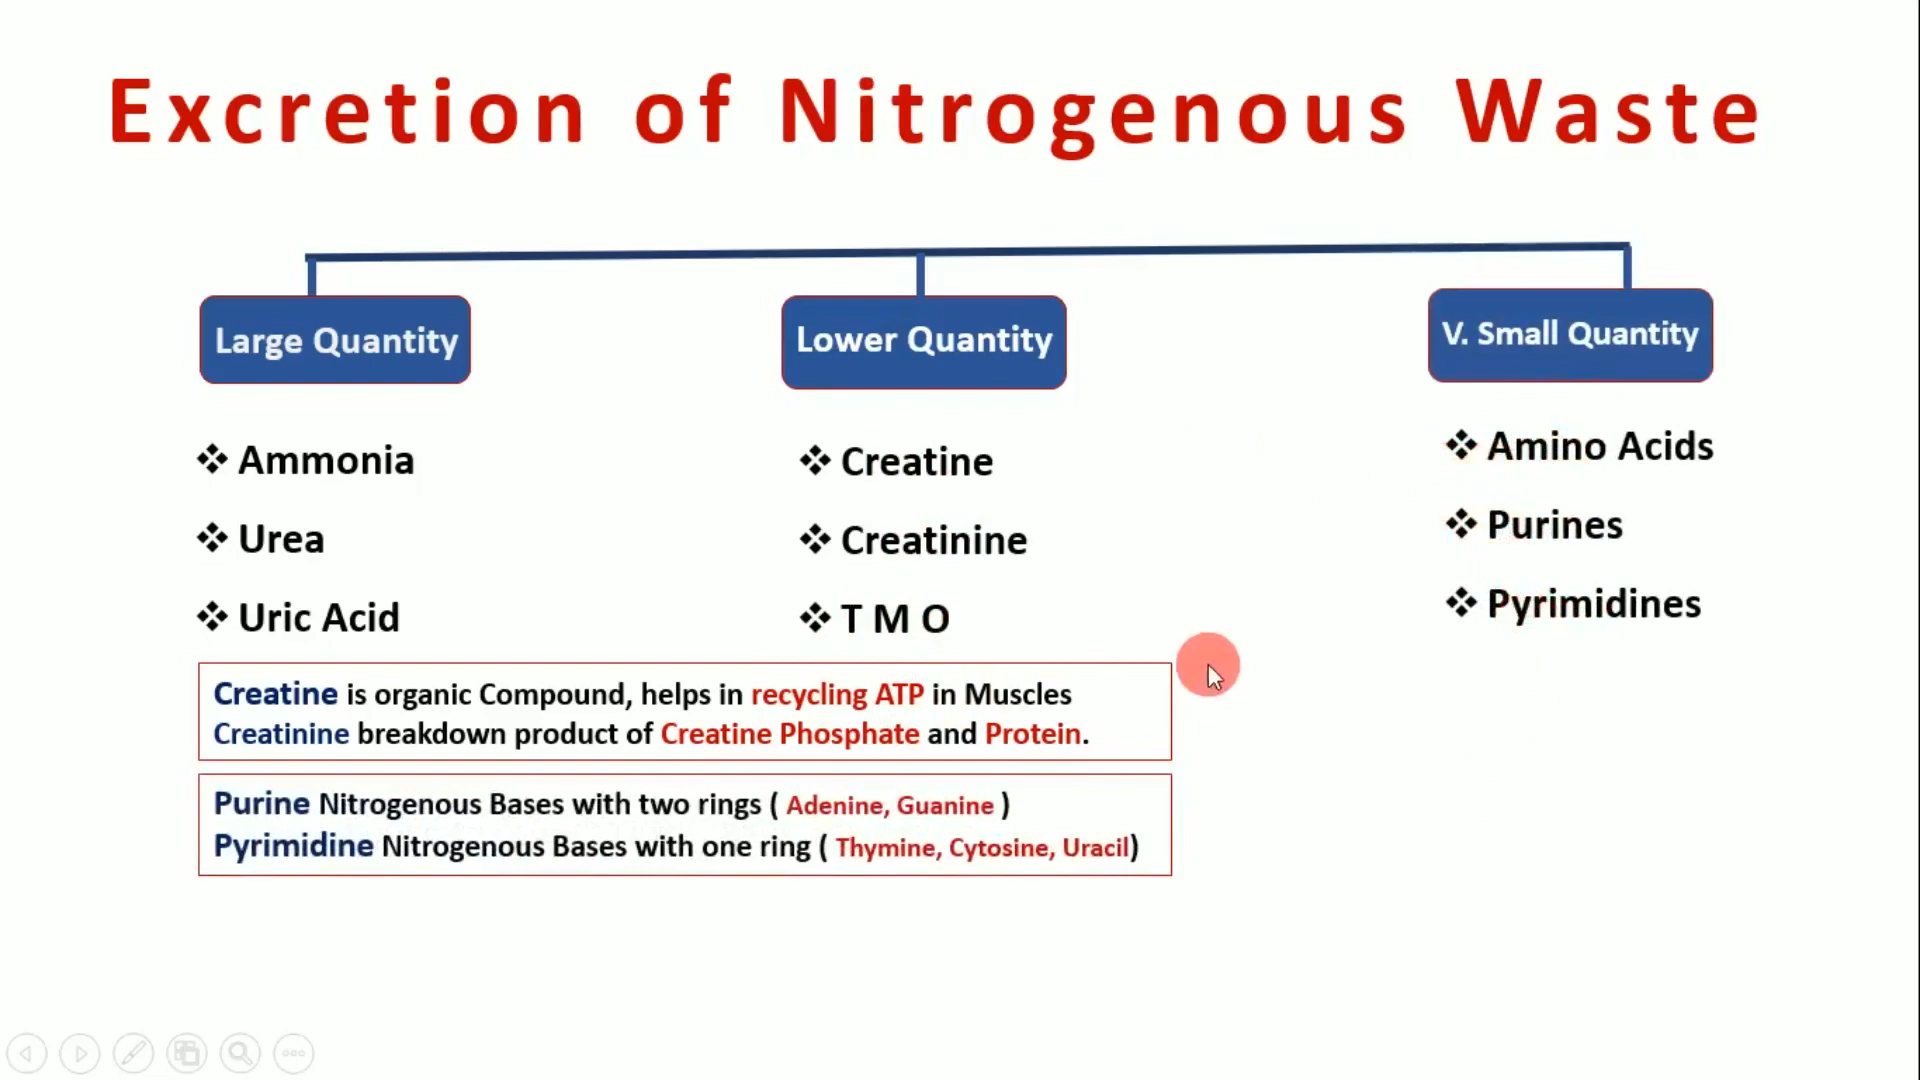 Excretion of Nitrogenous Waste
Large Quantity
Ammonia
Urea
Uric Acid
Lower Quantity
Creatine
Creatinine
T M O
V. Small Quantity
Amino Acids
Purines
Pyrimidines
Creatine is organic Compound, helps in recycling ATP in Muscles
Creatinine breakdown product of Creatine Phosphate and Protein.
Purine Nitrogenous Bases with two rings ( Adenine, Guanine )
Pyrimidine Nitrogenous Bases with one ring ( Thymine, Cytosine, Uracil)